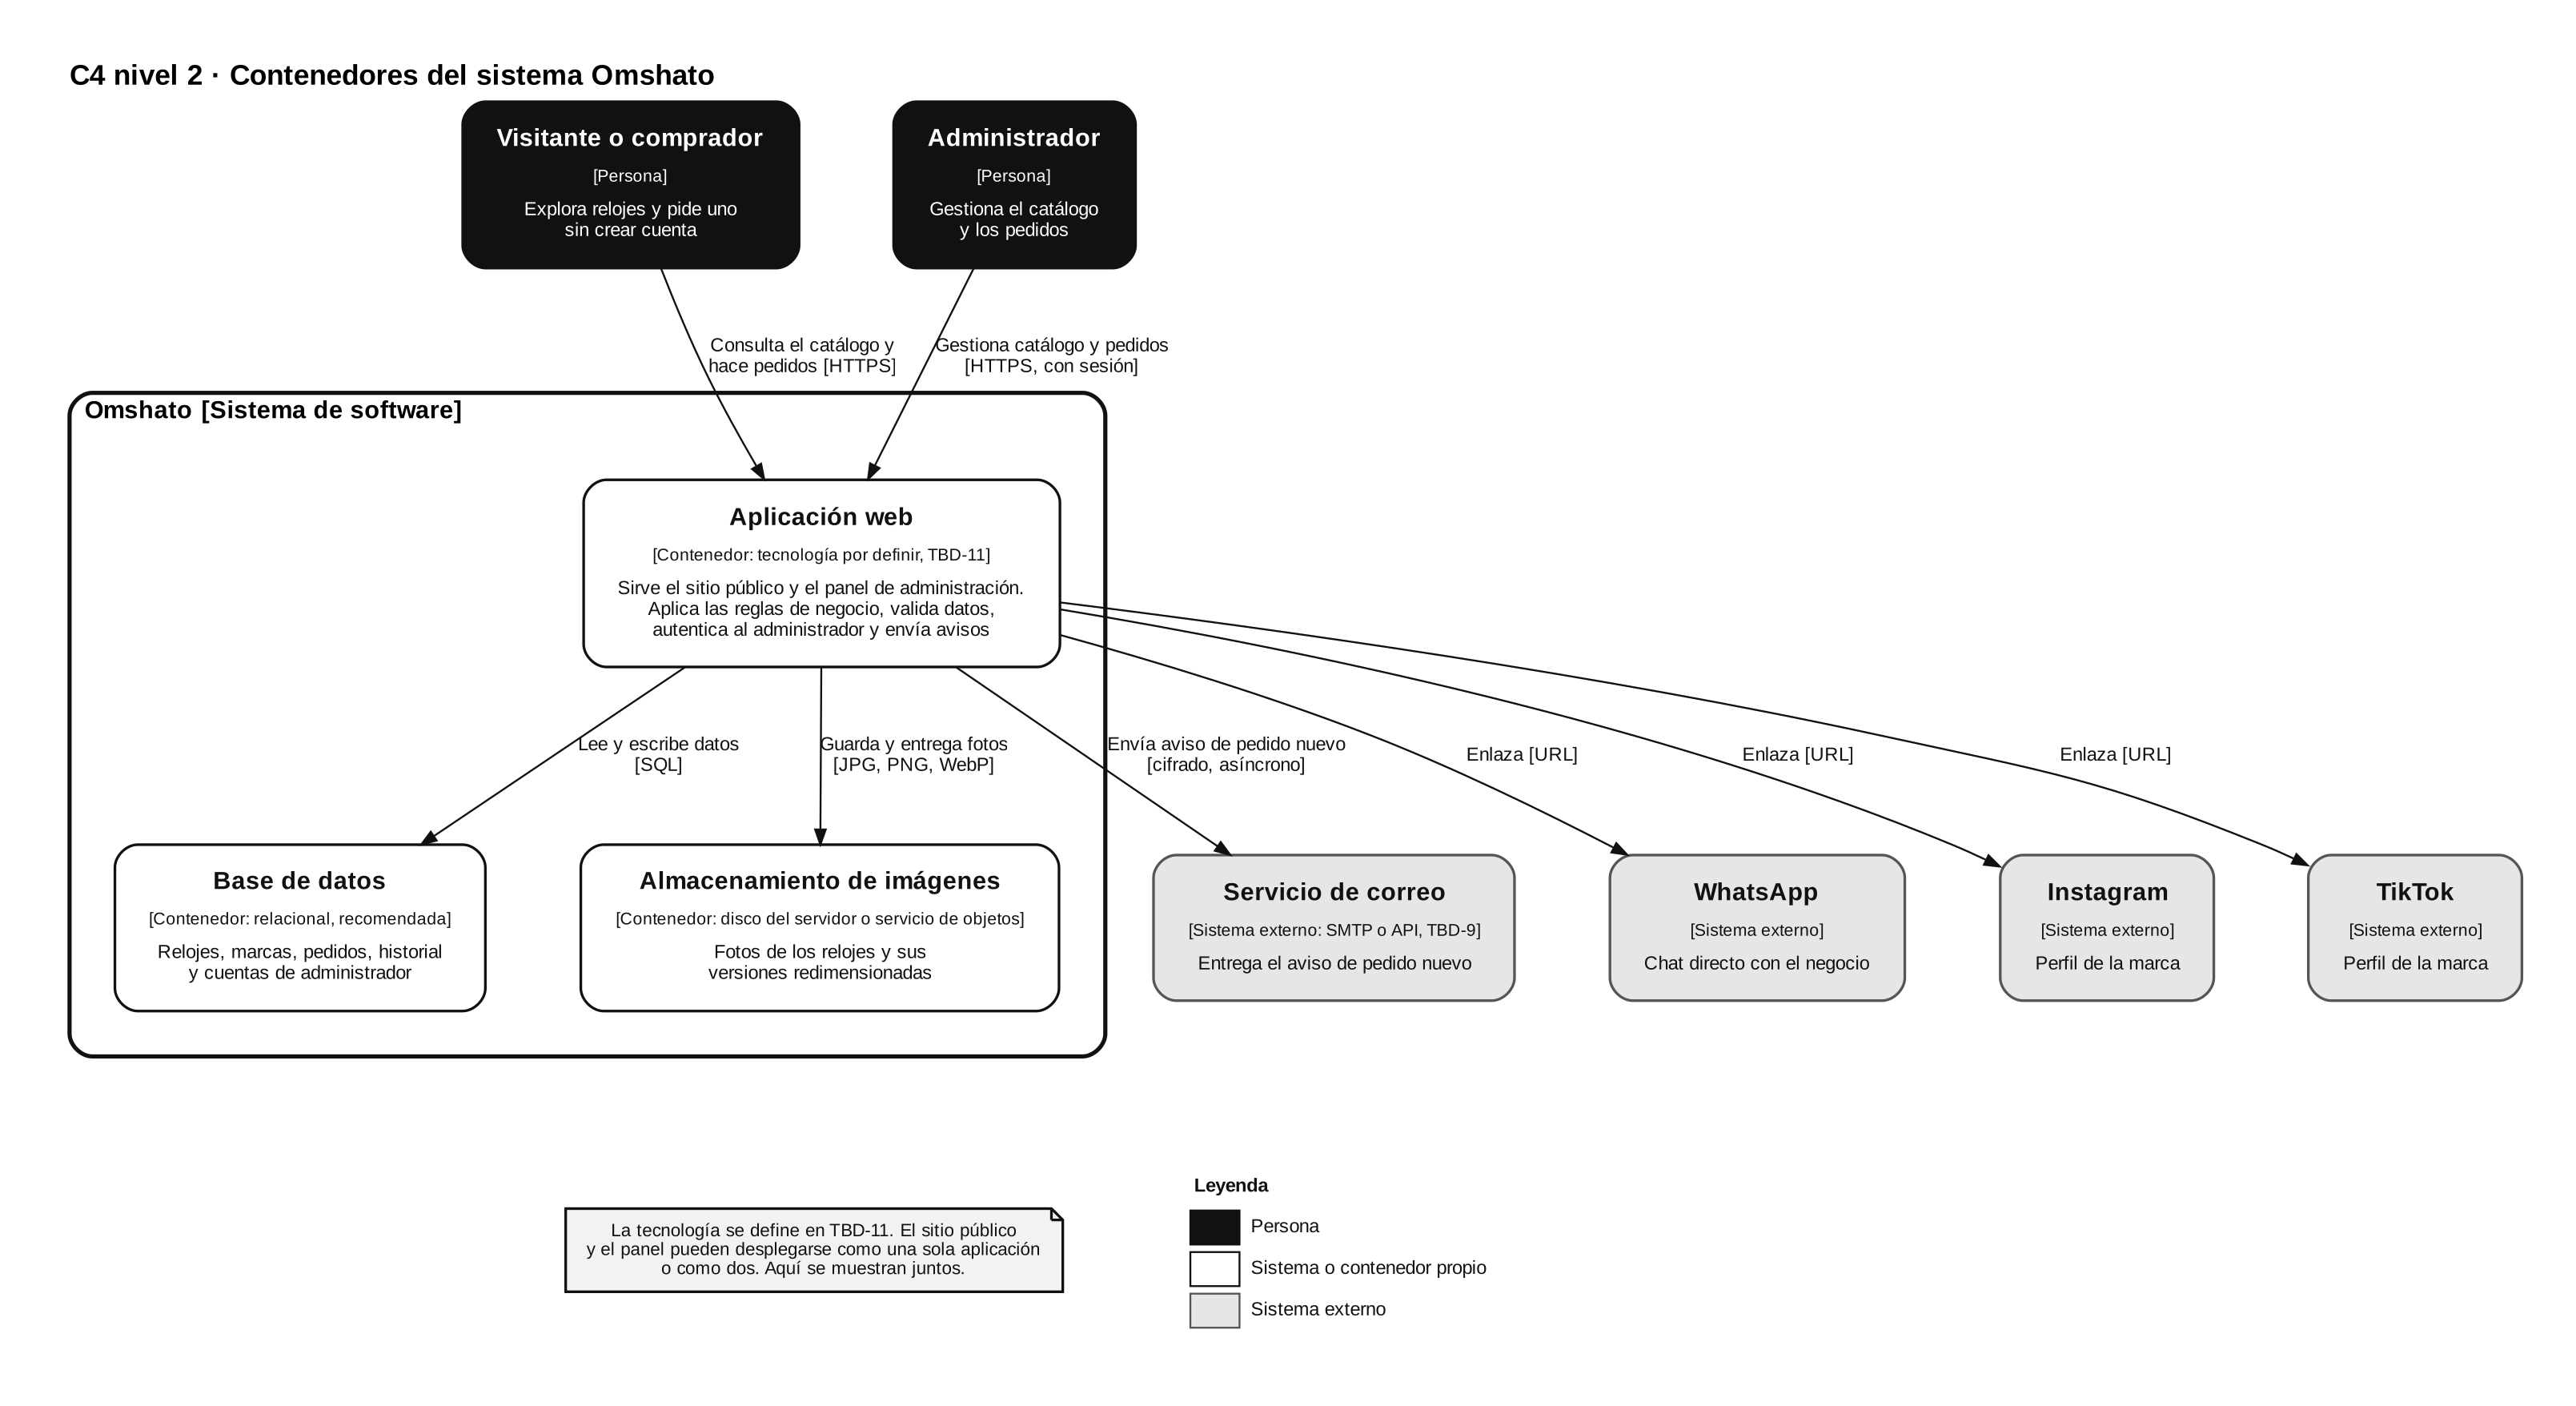 C4 nivel 2 · Contenedores del sistema Omshato
Visitante o comprador
[Persona]
Explora relojes y pide uno
sin crear cuenta
Administrador
[Persona]
Gestiona el catálogo
y los pedidos
Consulta el catálogo y
hace pedidos [HTTPS]
Gestiona catálogo y pedidos
[HTTPS, con sesión]
Omshato [Sistema de software]
Aplicación web
[Contenedor: tecnología por definir, TBD-11]
Sirve el sitio público y el panel de administración.
Aplica las reglas de negocio, valida datos,
autentica al administrador y envía avisos
Lee y escribe datos
[SQL]
Guarda y entrega fotos
[JPG, PNG, WebP]
Envía aviso de pedido nuevo
[cifrado, asíncrono]
Enlaza [URL]
Enlaza [URL]
Enlaza [URL]
Base de datos
[Contenedor: relacional, recomendada]
Relojes, marcas, pedidos, historial
y cuentas de administrador
Almacenamiento de imágenes
[Contenedor: disco del servidor o servicio de objetos]
Fotos de los relojes y sus
versiones redimensionadas
Servicio de correo
[Sistema externo: SMTP o API, TBD-9]
Entrega el aviso de pedido nuevo
WhatsApp
[Sistema externo]
Chat directo con el negocio
Instagram
[Sistema externo]
Perfil de la marca
TikTok
[Sistema externo]
Perfil de la marca
La tecnología se define en TBD-11. El sitio público
y el panel pueden desplegarse como una sola aplicación
o como dos. Aquí se muestran juntos.
Leyenda
Persona
Sistema o contenedor propio
Sistema externo